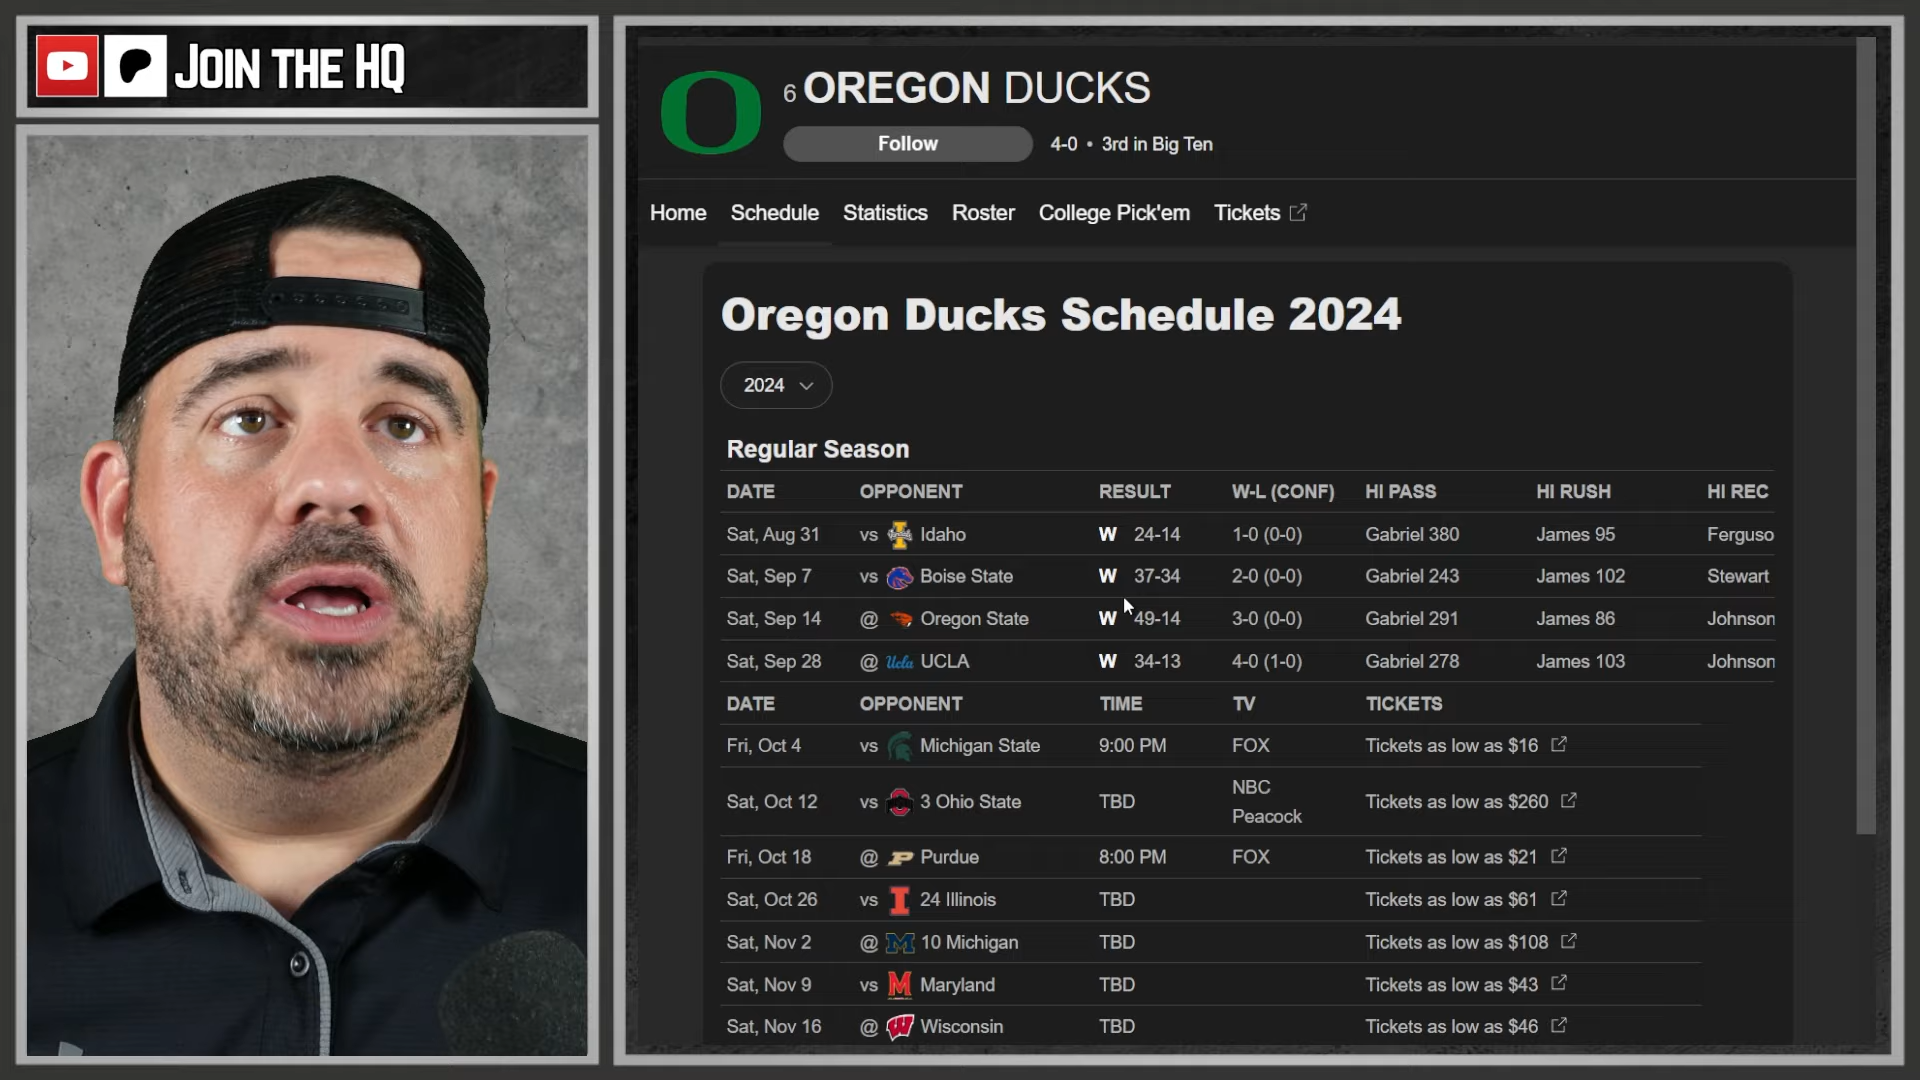 JOIN THE HQ
6 OREGON DUCKS
Follow 4-0 • 3rd in Big Ten
Home Schedule Statistics Roster College Pick'em Tickets
Oregon Ducks Schedule 2024
2024
Regular Season
DATE OPPONENT RESULT W-L (CONF) HI PASS HI RUSH HI REC
Sat, Aug 31 vs Idaho W 24-14 1-0 (0-0) Gabriel 380 James 95 Ferguso
Sat, Sep 7 vs Boise State W 37-34 2-0 (0-0) Gabriel 243 James 102 Stewart
Sat, Sep 14 @ Oregon State W 49-14 3-0 (0-0) Gabriel 291 James 86 Johnson
Sat, Sep 28 @ Ucla UCLA W 34-13 4-0 (1-0) Gabriel 278 James 103 Johnson
DATE OPPONENT TIME TV TICKETS
Fri, Oct 4 vs Michigan State 9:00 PM FOX Tickets as low as $16
Sat, Oct 12 vs 3 Ohio State TBD NBC Peacock Tickets as low as $260
Fri, Oct 18 @ Purdue 8:00 PM FOX Tickets as low as $21
Sat, Oct 26 vs 24 Illinois TBD Tickets as low as $61
Sat, Nov 2 @ 10 Michigan TBD Tickets as low as $108
Sat, Nov 9 vs Maryland TBD Tickets as low as $43
Sat, Nov 16 @ Wisconsin TBD Tickets as low as $46